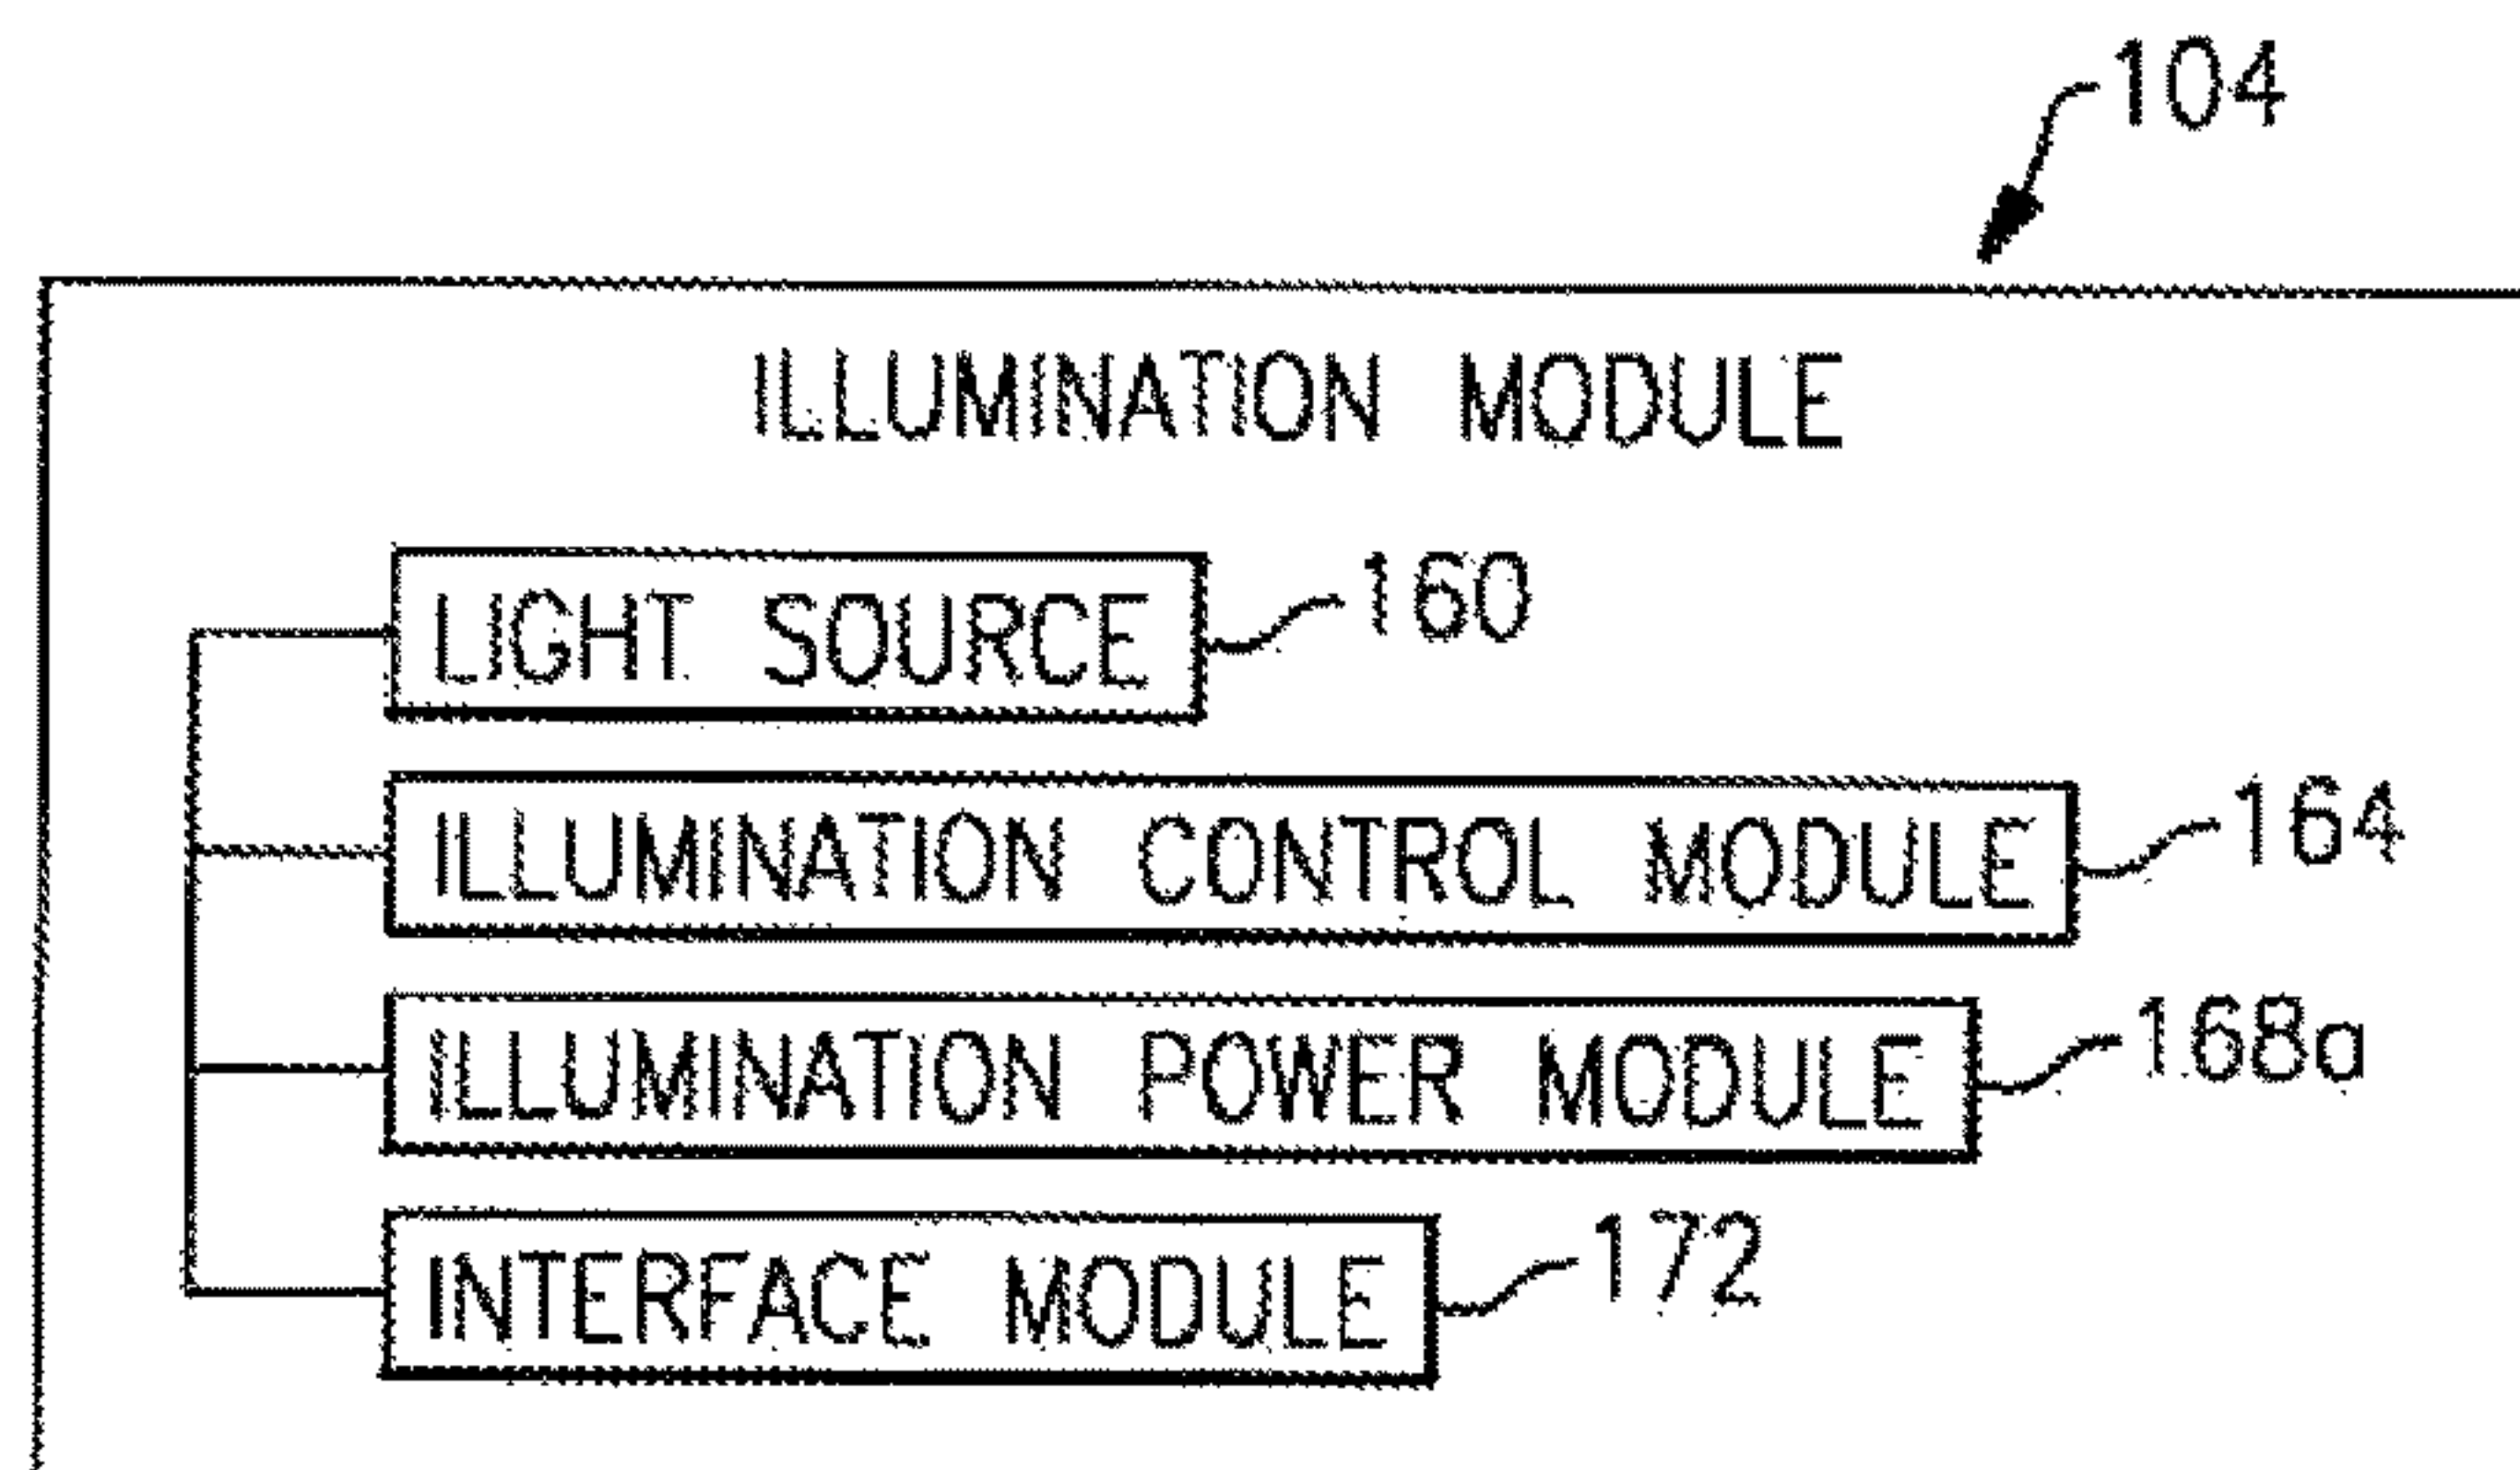 104
ILLUMINATION MODULE
LIGHT SOURCE 160
ILLUMINATION CONTROL MODULE 164
ILLUMINATION POWER MODULE 168a
INTERFACE MODULE 172